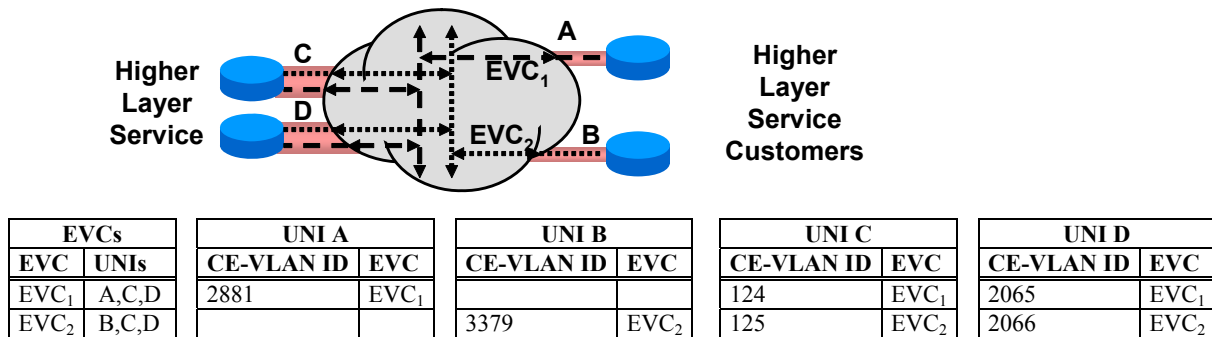 Higher
Layer
Service
C
D
A
EVC₁
EVC₂
B
Higher
Layer
Service
Customers
EVCs
EVC UNIs
EVC₁ A,C,D
EVC₂ B,C,D
UNI A
CE-VLAN ID EVC
2881 EVC₁
UNI B
CE-VLAN ID EVC
3379 EVC₂
UNI C
CE-VLAN ID EVC
124 EVC₁
125 EVC₂
UNI D
CE-VLAN ID EVC
2065 EVC₁
2066 EVC₂